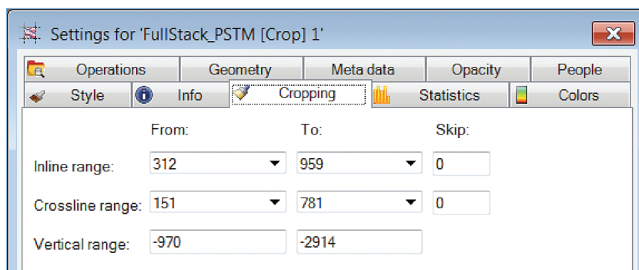 Settings for 'FullStack_PSTM [Crop] 1'
Operations Geometry Meta data Opacity People
Style Info Cropping Statistics Colors
From: To: Skip:
Inline range: 312 959 0
Crossline range: 151 781 0
Vertical range: -970 -2914